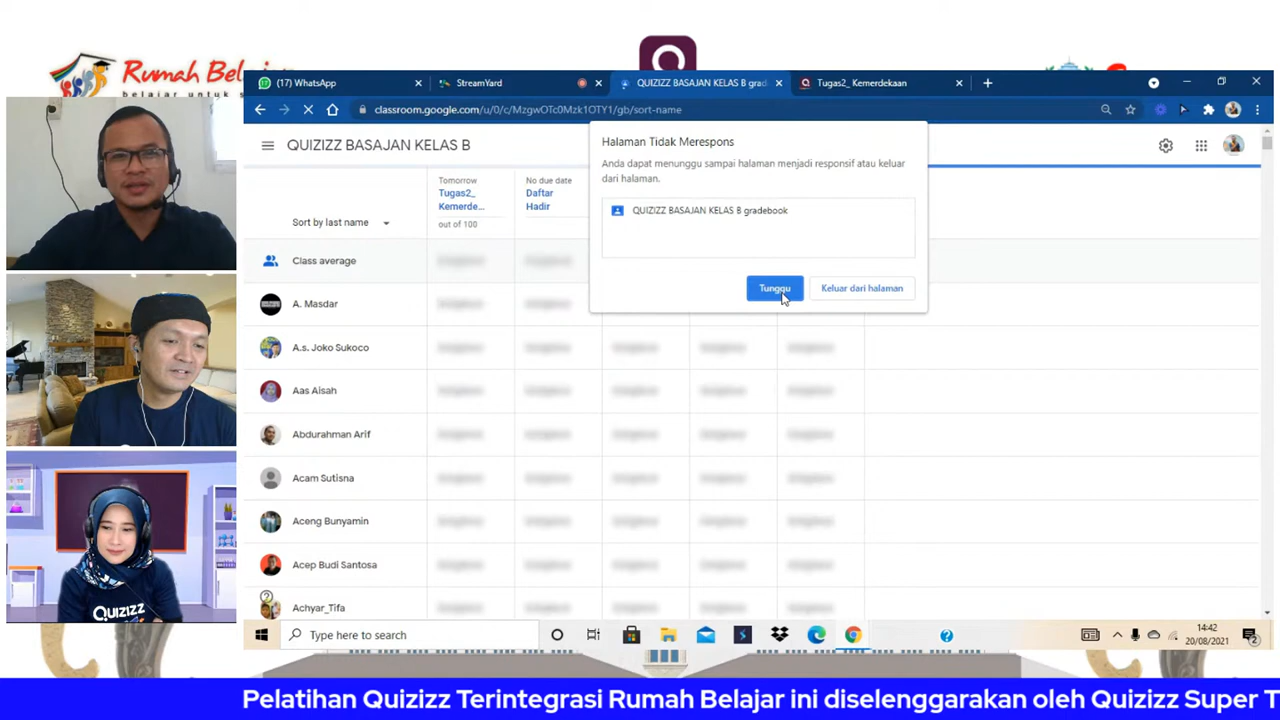 Rumah Bela
belajar untuk s
(17) WhatsApp
StreamYard
QUIZIZZ BASAJAN KELAS B grad
Tugas2_ Kemerdekaan
classroom.google.com/u/0/c/MzgwOTc0Mzk1OTY1/gb/sort-name
QUIZIZZ BASAJAN KELAS B
Halaman Tidak Merespons
Anda dapat menunggu sampai halaman menjadi responsif atau keluar
dari halaman.
QUIZIZZ BASAJAN KELAS B gradebook
Tunggu
Keluar dari halaman
Sort by last name
Tomorrow
Tugas2_
Kemerde...
out of 100
No due date
Daftar
Hadir
Class average
A. Masdar
A.s. Joko Sukoco
Aas Aisah
Abdurahman Arif
Acam Sutisna
Aceng Bunyamin
Acep Budi Santosa
Achyar_Tifa
Quizizz
Type here to search
14:42
20/08/2021
2
Pelatihan Quizizz Terintegrasi Rumah Belajar ini diselenggarakan oleh Quizizz Super T